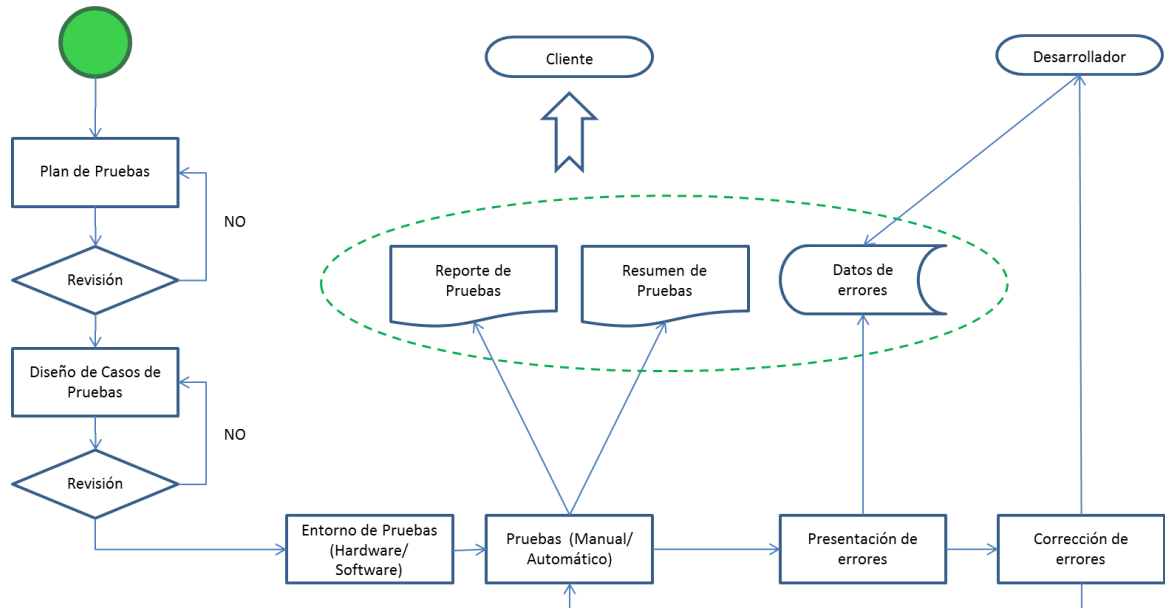 Cliente
Desarrollador
Plan de Pruebas
NO
Revisión
Reporte de
Pruebas
Resumen de
Pruebas
Datos de
errores
Diseño de Casos de
Pruebas
NO
Revisión
Entorno de Pruebas
(Hardware/
Software)
Pruebas (Manual/
Automático)
Presentación de
errores
Corrección de
errores